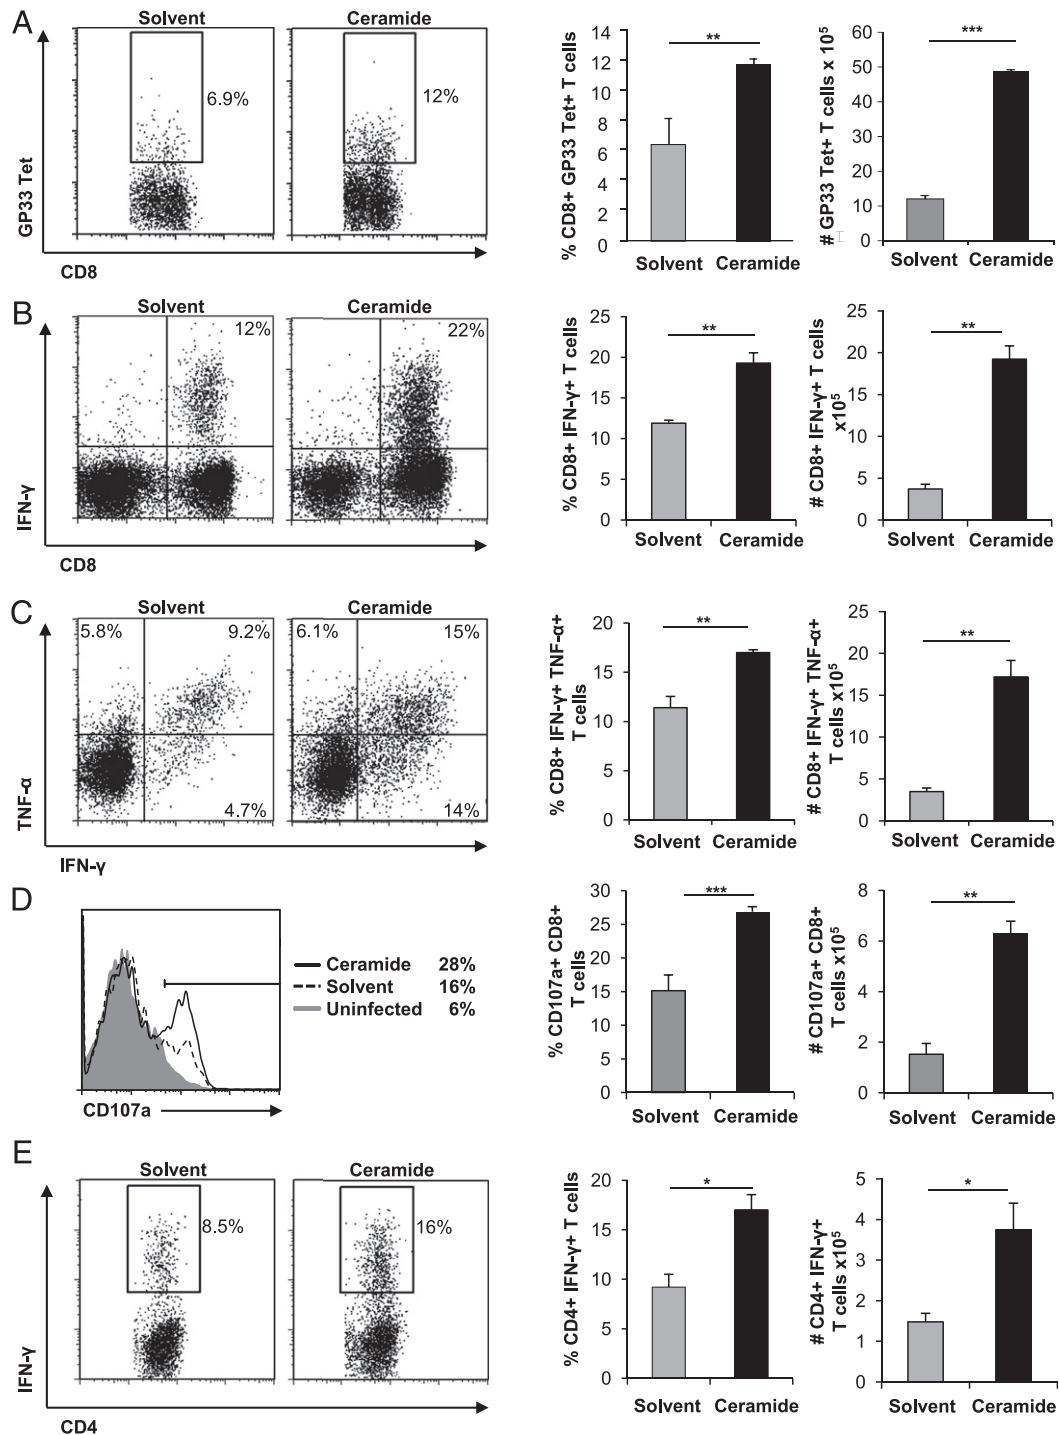 A
Solvent
Ceramide
6.9%
12%
GP33 Tet
CD8
% CD8+ GP33 Tet+ T cells
14
12
10
8
6
4
2
0
**
Solvent Ceramide
# GP33 Tet+ T cells x 10⁵
60
50
40
30
20
10
0
***
Solvent Ceramide
B
Solvent
Ceramide
12%
22%
IFN-γ
CD8
% CD8+ IFN-γ+ T cells
25
20
15
10
5
0
**
Solvent Ceramide
# CD8+ IFN-γ+ T cells
x10⁵
25
20
15
10
5
0
**
Solvent Ceramide
C
Solvent
Ceramide
5.8%
9.2%
4.7%
6.1%
15%
14%
TNF-α
IFN-γ
% CD8+ IFN-γ+ TNF-α+
T cells
20
15
10
5
0
**
Solvent Ceramide
# CD8+ IFN-γ+ TNF-α+
T cells x10⁵
25
20
15
10
5
0
**
Solvent Ceramide
D
Ceramide 28%
Solvent 16%
Uninfected 6%
CD107a
% CD107a+ CD8+
T cells
30
25
20
15
10
5
0
***
Solvent Ceramide
# CD107a+ CD8+
T cells x10⁵
8
6
4
2
0
**
Solvent Ceramide
E
Solvent
Ceramide
8.5%
16%
IFN-γ
CD4
% CD4+ IFN-γ+ T cells
20
15
10
5
0
*
Solvent Ceramide
# CD4+ IFN-γ+
T cells x10⁵
5
4
3
2
1
0
*
Solvent Ceramide